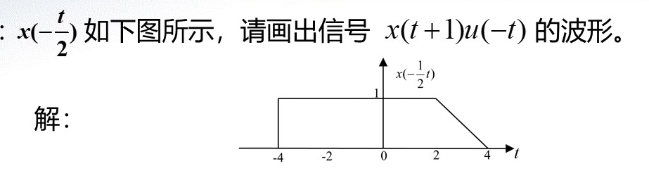 : x(-t/2) 如下图所示，请画出信号 x(t+1)u(-t) 的波形。
解：
x(-1/2 t)
1
-4 -2 0 2 4 t